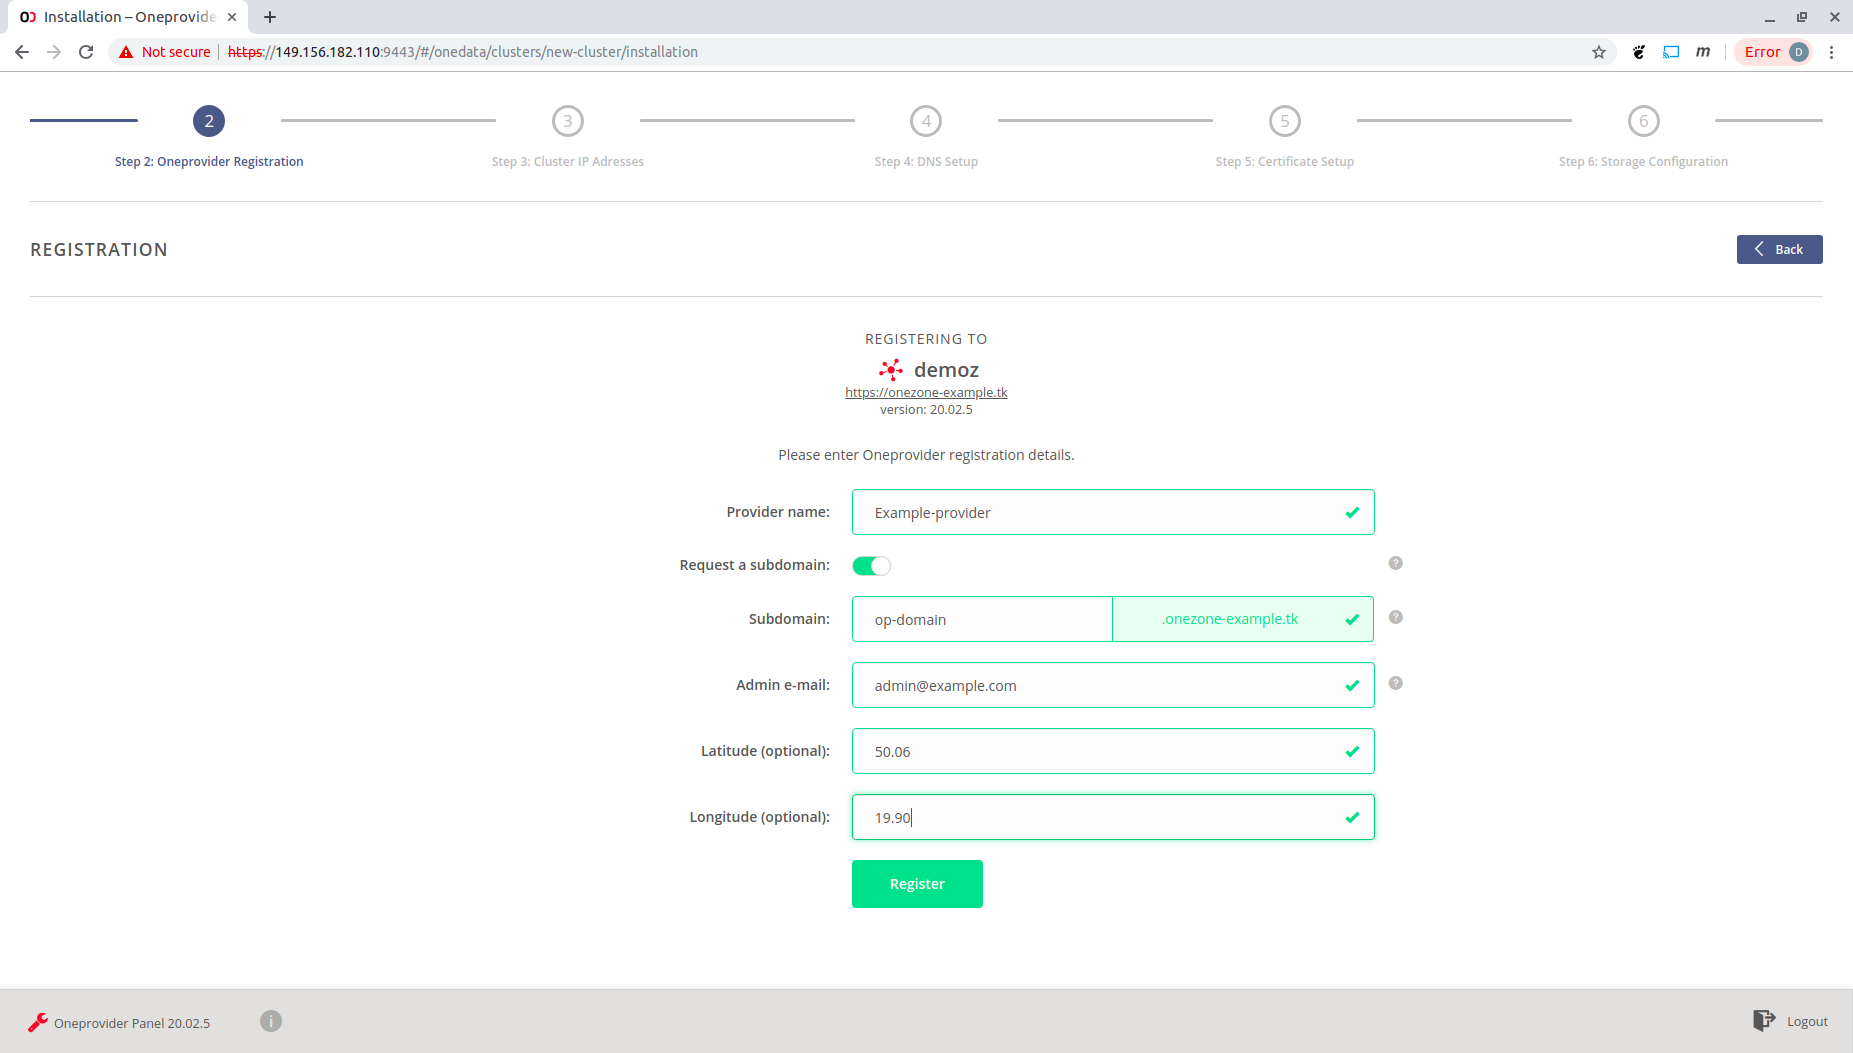 Installation – Oneprovide
Not secure https://149.156.182.110:9443/#/onedata/clusters/new-cluster/installation
m
Error D
2 3 4 5 6
Step 2: Oneprovider Registration Step 3: Cluster IP Adresses Step 4: DNS Setup Step 5: Certificate Setup Step 6: Storage Configuration
REGISTRATION
Back
REGISTERING TO
demoz
https://onezone-example.tk
version: 20.02.5
Please enter Oneprovider registration details.
Provider name: Example-provider
Request a subdomain: ?
Subdomain: op-domain .onezone-example.tk ?
Admin e-mail: admin@example.com ?
Latitude (optional): 50.06
Longitude (optional): 19.90
Register
Oneprovider Panel 20.02.5 i
Logout